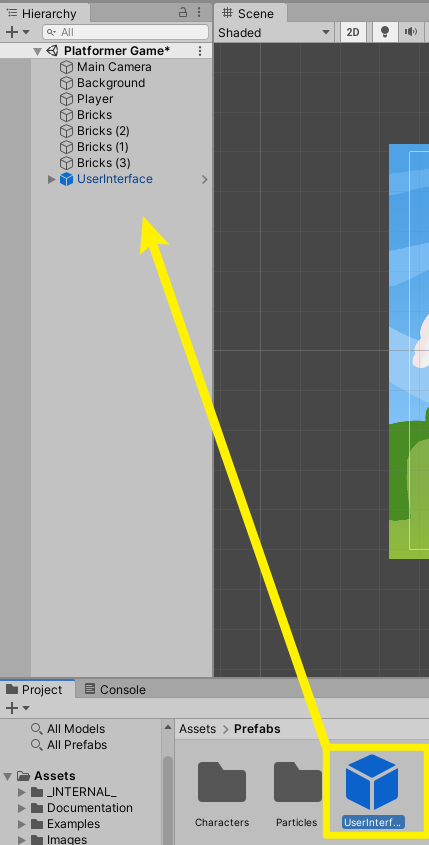 Hierarchy
All
Platformer Game*
Main Camera
Background
Player
Bricks
Bricks (2)
Bricks (1)
Bricks (3)
UserInterface
Scene
Shaded
2D
Project
Console
All Models
All Prefabs
Assets
_INTERNAL_
Documentation
Examples
Images
Assets > Prefabs
Characters
Particles
UserInterf...